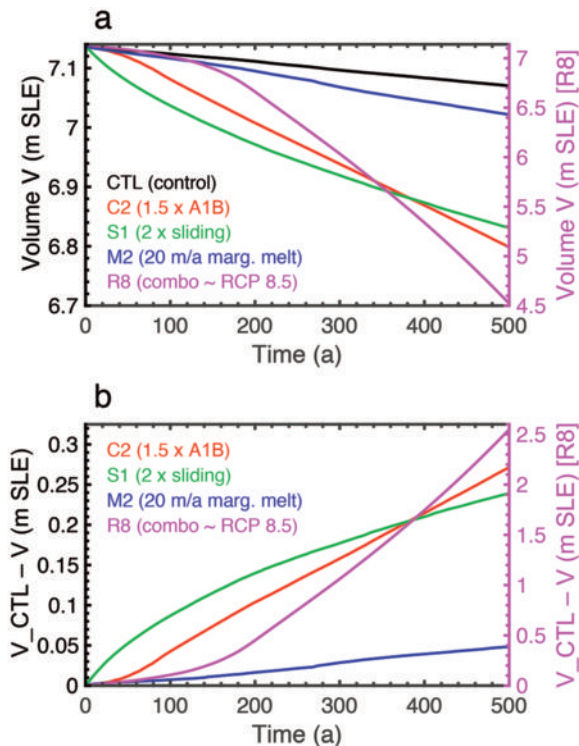 a
7.1
7
6.9
6.8
6.7
Volume V (m SLE)
CTL (control)
C2 (1.5 x A1B)
S1 (2 x sliding)
M2 (20 m/a marg. melt)
R8 (combo ~ RCP 8.5)
7
6.5
6
5.5
5
4.5
Volume V (m SLE) [R8]
0 100 200 300 400 500
Time (a)
b
0.3
0.25
0.2
0.15
0.1
0.05
0
V_CTL – V (m SLE)
C2 (1.5 x A1B)
S1 (2 x sliding)
M2 (20 m/a marg. melt)
R8 (combo ~ RCP 8.5)
2.5
2
1.5
1
0.5
0
V_CTL – V (m SLE) [R8]
0 100 200 300 400 500
Time (a)